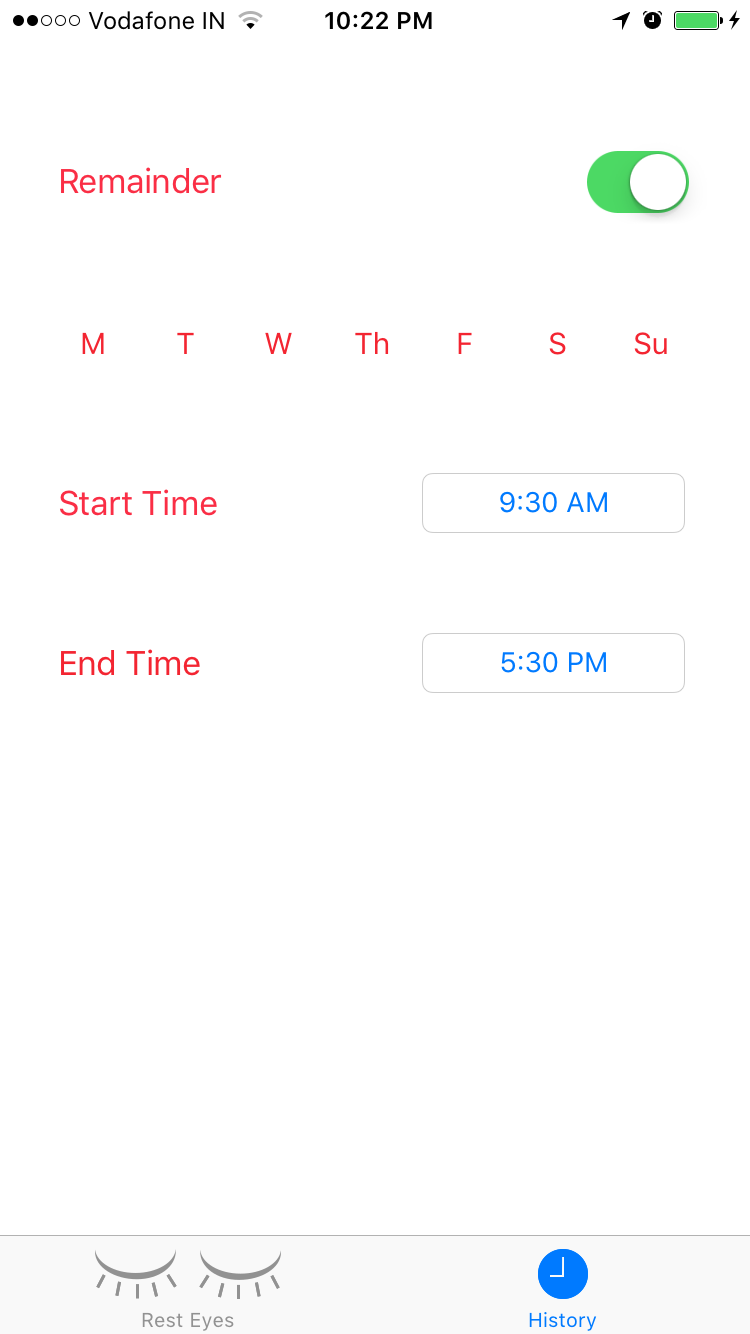 Vodafone IN 10:22 PM
Remainder
M T W Th F S Su
Start Time 9:30 AM
End Time 5:30 PM
Rest Eyes History